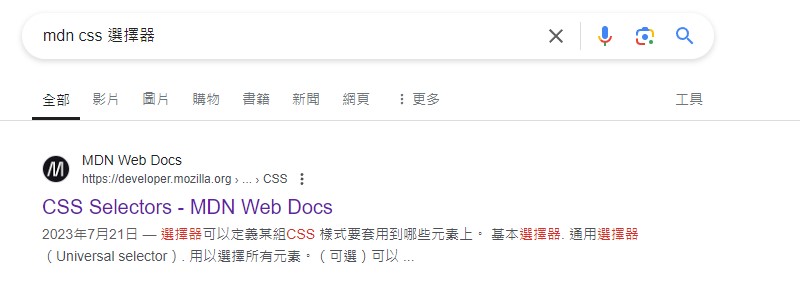 mdn css 選擇器
全部 影片 圖片 購物 書籍 新聞 網頁 ⋮ 更多 工具
MDN Web Docs
https://developer.mozilla.org › ... › CSS ⋮
CSS Selectors - MDN Web Docs
2023年7月21日 — 選擇器可以定義某組CSS 樣式要套用到哪些元素上。 基本選擇器. 通用選擇器
（Universal selector）. 用以選擇所有元素。（可選）可以 ...